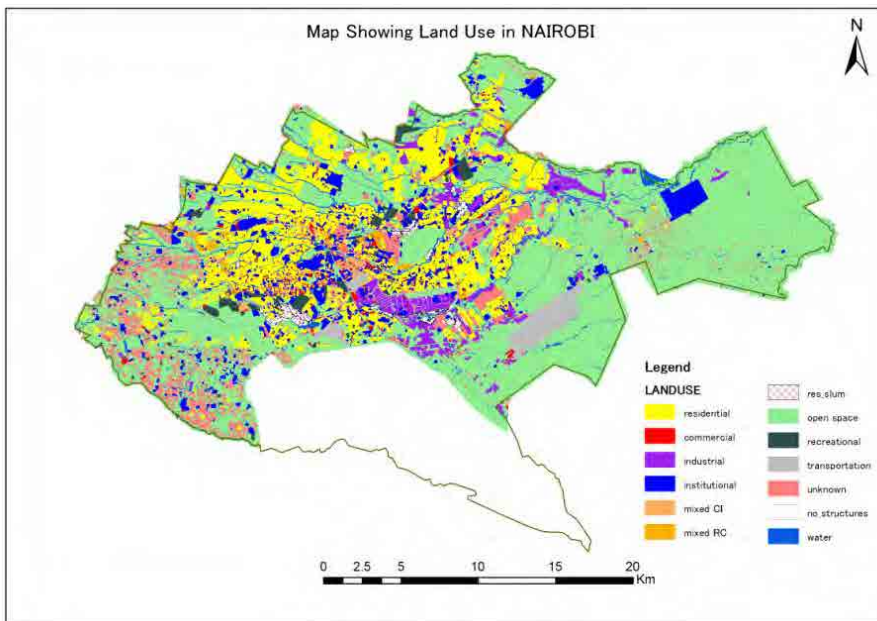 Map Showing Land Use in NAIROBI
N
Legend
LANDUSE
residential
commercial
industrial
institutional
mixed CI
mixed RC
res_slum
open space
recreational
transportation
unknown
no_structures
water
0 2.5 5 10 15 20
Km